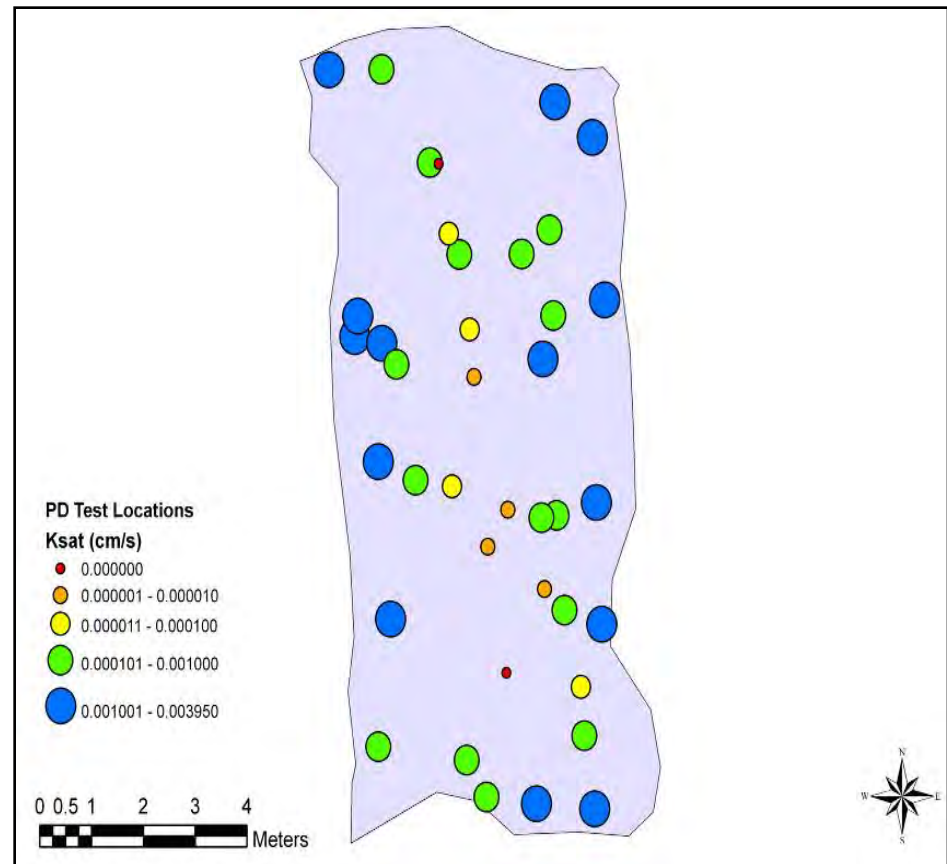 PD Test Locations
Ksat (cm/s)
0.000000
0.000001 - 0.000010
0.000011 - 0.000100
0.000101 - 0.001000
0.001001 - 0.003950
0 0.5 1 2 3 4
Meters
N
W E
S